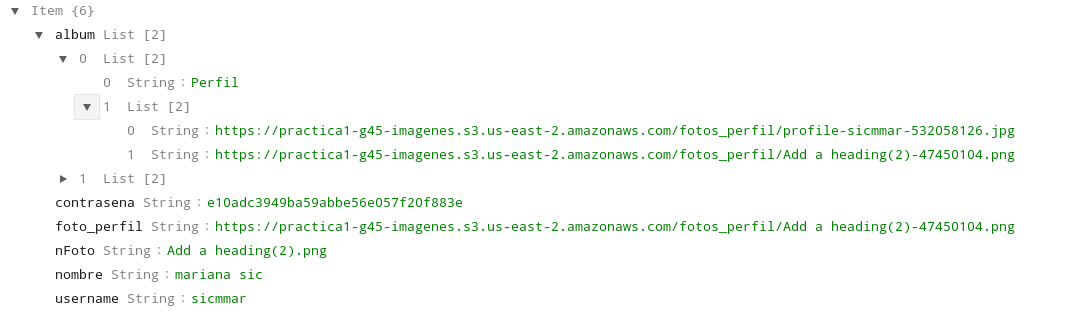 Item {6}
album List [2]
0 List [2]
0 String : Perfil
1 List [2]
0 String : https://practica1-g45-imagenes.s3.us-east-2.amazonaws.com/fotos_perfil/profile-sicmmar-532058126.jpg
1 String : https://practica1-g45-imagenes.s3.us-east-2.amazonaws.com/fotos_perfil/Add a heading(2)-47450104.png
1 List [2]
contrasena String : e10adc3949ba59abbe56e057f20f883e
foto_perfil String : https://practica1-g45-imagenes.s3.us-east-2.amazonaws.com/fotos_perfil/Add a heading(2)-47450104.png
nFoto String : Add a heading(2).png
nombre String : mariana sic
username String : sicmmar